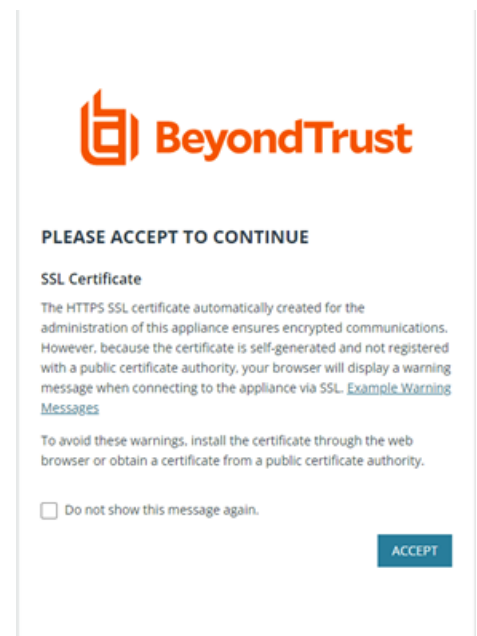 BeyondTrust
PLEASE ACCEPT TO CONTINUE
SSL Certificate
The HTTPS SSL certificate automatically created for the
administration of this appliance ensures encrypted communications.
However, because the certificate is self-generated and not registered
with a public certificate authority, your browser will display a warning
message when connecting to the appliance via SSL. Example Warning
Messages
To avoid these warnings, install the certificate through the web
browser or obtain a certificate from a public certificate authority.
Do not show this message again.
ACCEPT